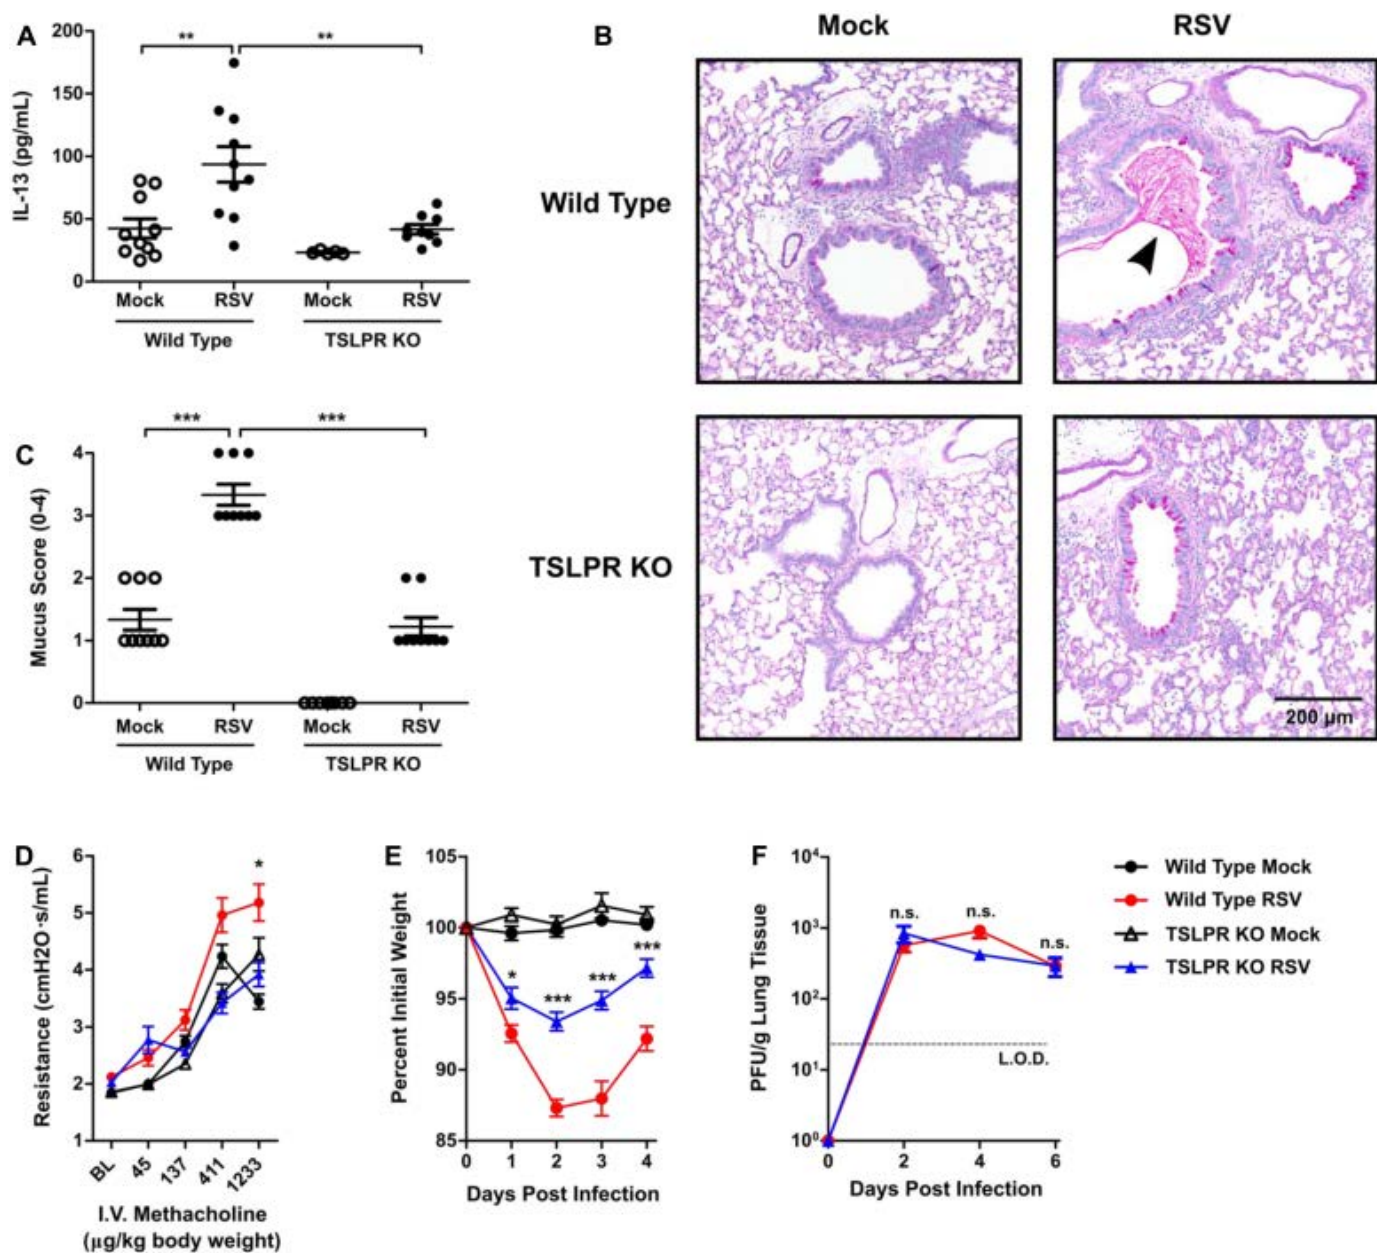 A
200
150
100
50
0
IL-13 (pg/mL)
**
**
Mock
RSV
Mock
RSV
Wild Type
TSLPR KO
B
Mock
RSV
Wild Type
TSLPR KO
200 µm
C
4
3
2
1
0
Mucus Score (0-4)
***
***
Mock
RSV
Mock
RSV
Wild Type
TSLPR KO
D
6
5
4
3
2
1
Resistance (cmH2O·s/mL)
*
BL
45
137
411
1233
I.V. Methacholine
(µg/kg body weight)
E
105
100
95
90
85
Percent Initial Weight
*
***
***
***
0
1
2
3
4
Days Post Infection
F
10⁴
10³
10²
10¹
10⁰
PFU/g Lung Tissue
n.s.
n.s.
n.s.
L.O.D.
0
2
4
6
Days Post Infection
Wild Type Mock
Wild Type RSV
TSLPR KO Mock
TSLPR KO RSV